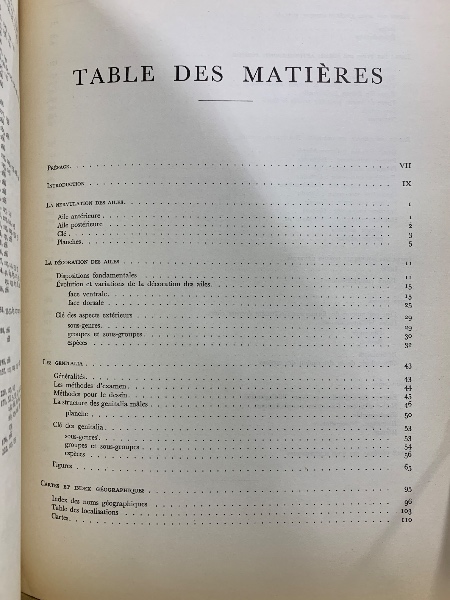 TABLE DES MATIÈRES
Préface. VII
Introduction IX
La nervulation des ailes. 1
Aile antérieure. 1
Aile postérieure 2
Clé. 3
Planches. 5
La décoration des ailes 11
Dispositions fondamentales 11
Évolution et variations de la décoration des ailes. 15
face ventrale. 15
face dorsale. 25
Clé des aspects extérieurs 29
sous-genres. 29
groupes et sous-groupes 30
espèces 32
Les genitalia. 43
Généralités. 43
Les méthodes d'examen. 44
Méthodes pour le dessin 45
La structure des genitalia mâles. 46
planche 50
Clé des genitalia 53
sous-genres. 53
groupes et sous-groupes 54
espèces 56
Figures 65
Cartes et index géographiques 95
Index des noms géographiques 96
Table des localisations 103
Cartes. 110